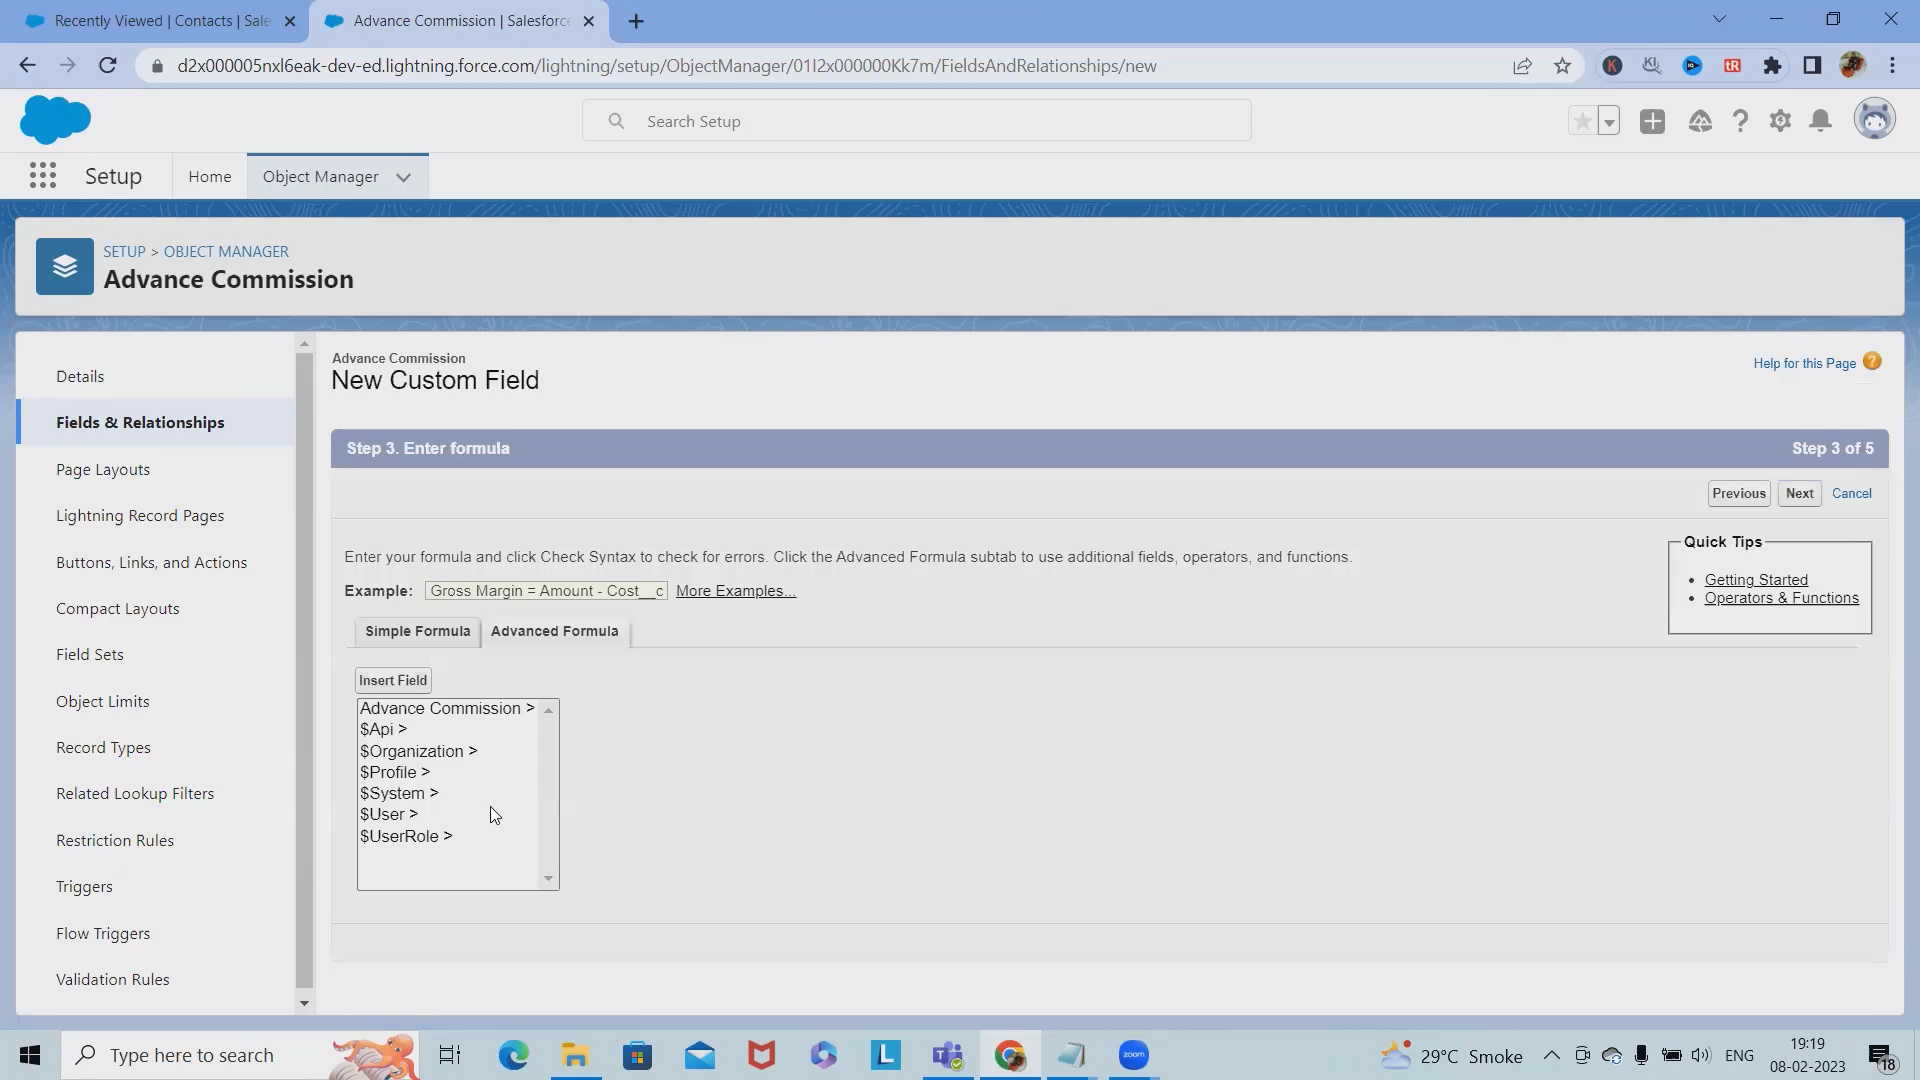 Recently Viewed | Contacts | Sale
Advance Commission | Salesforce
d2x000005nxl6eak-dev-ed.lightning.force.com/lightning/setup/ObjectManager/01I2x000000Kk7m/FieldsAndRelationships/new
Search Setup
Setup
Home
Object Manager
SETUP > OBJECT MANAGER
Advance Commission
Details
Fields & Relationships
Page Layouts
Lightning Record Pages
Buttons, Links, and Actions
Compact Layouts
Field Sets
Object Limits
Record Types
Related Lookup Filters
Restriction Rules
Triggers
Flow Triggers
Validation Rules
Advance Commission
New Custom Field
Help for this Page
Step 3. Enter formula
Step 3 of 5
Previous
Next
Cancel
Enter your formula and click Check Syntax to check for errors. Click the Advanced Formula subtab to use additional fields, operators, and functions.
Example: Gross Margin = Amount - Cost__c More Examples...
Quick Tips
Getting Started
Operators & Functions
Simple Formula
Advanced Formula
Insert Field
Advance Commission >
$Api >
$Organization >
$Profile >
$System >
$User >
$UserRole >
Type here to search
zoom
29°C Smoke
ENG
19:19
08-02-2023
18